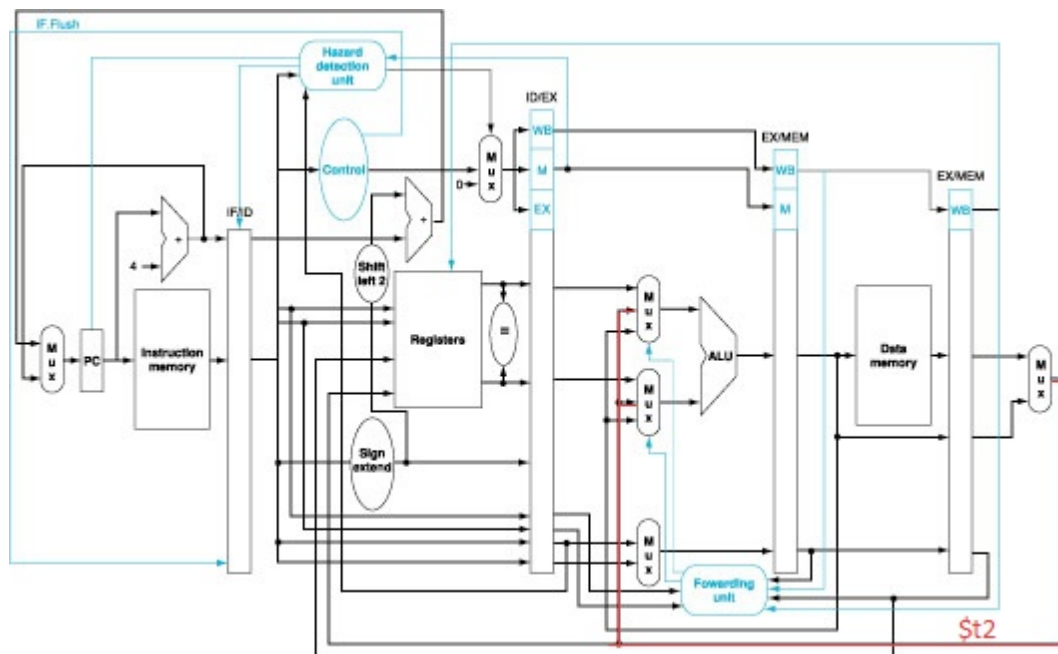 IF.Flush
Hazard
detection
unit
ID/EX
WB
EX/MEM
M
u
x
Control
M
WB
EX/MEM
0
IF/ID
EX
M
WB
+
+
4
Shift
left 2
M
u
x
PC
Instruction
memory
Registers
=
M
u
x
ALU
Data
memory
M
u
x
M
u
x
Sign
extend
M
u
x
Fowarding
unit
$t2